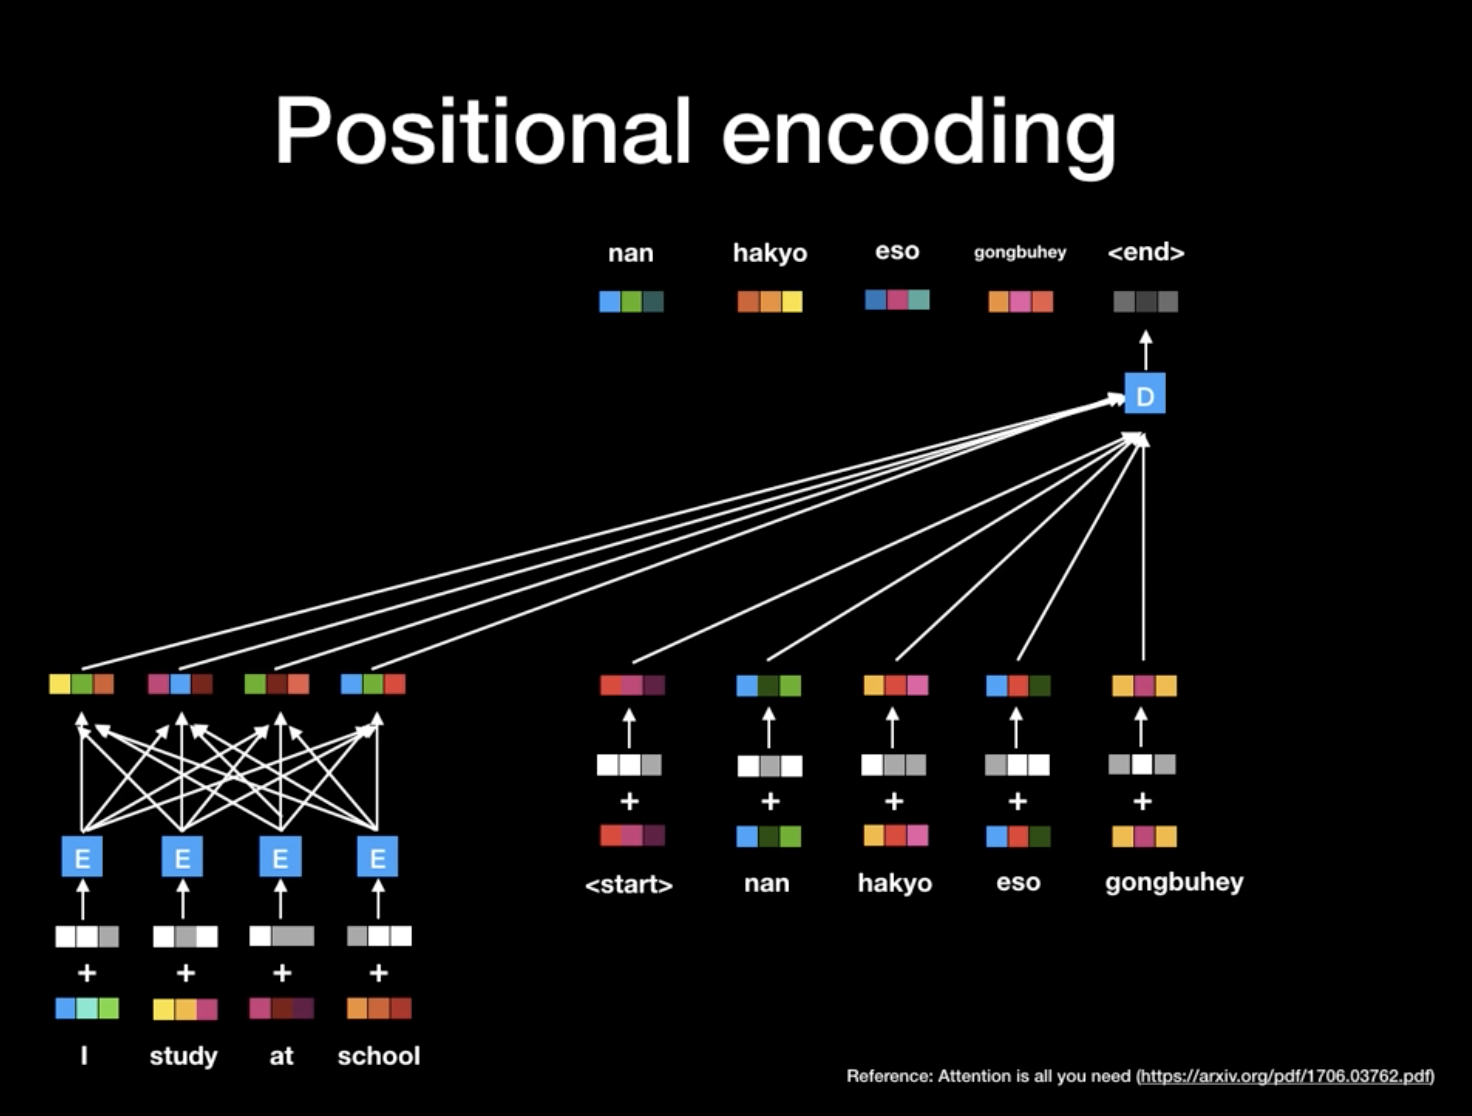 Positional encoding
nan hakyo eso gongbuhey <end>
D
E E E E
+ + + + +
<start> nan hakyo eso gongbuhey
+ + + +
I study at school
Reference: Attention is all you need (https://arxiv.org/pdf/1706.03762.pdf)